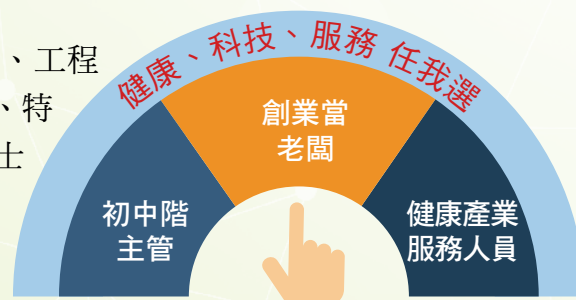 、工程
、特
士
健康、科技、服務 任我選
創業當
老闆
初中階
主管
健康產業
服務人員